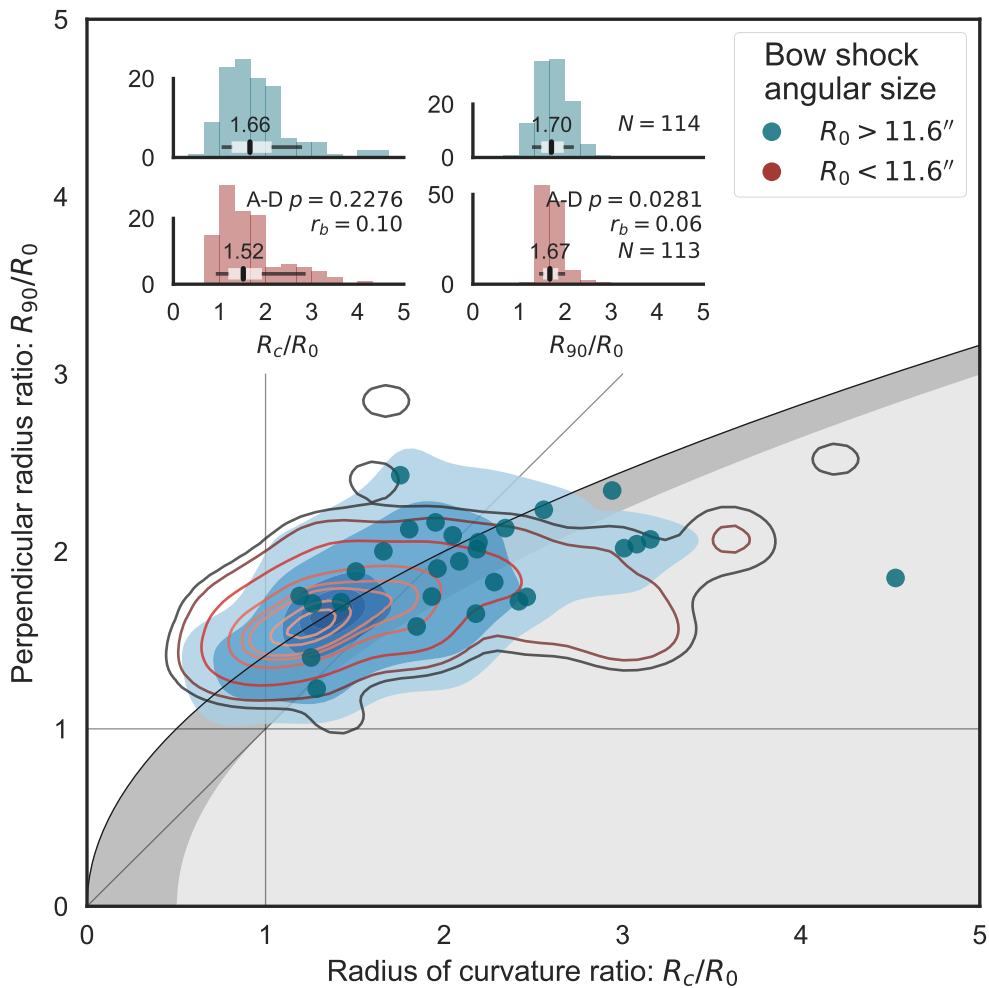 5
4
3
2
1
0
0
1
2
3
4
5
Perpendicular radius ratio: R₉₀/R₀
Radius of curvature ratio: R_c/R₀
20
0
1.66
20
0
1.70
N = 114
20
0
A-D p = 0.2276
r_b = 0.10
1.52
0
1
2
3
4
5
R_c/R₀
50
0
A-D p = 0.0281
r_b = 0.06
N = 113
1.67
0
1
2
3
4
5
R₉₀/R₀
Bow shock
angular size
R₀ > 11.6″
R₀ < 11.6″